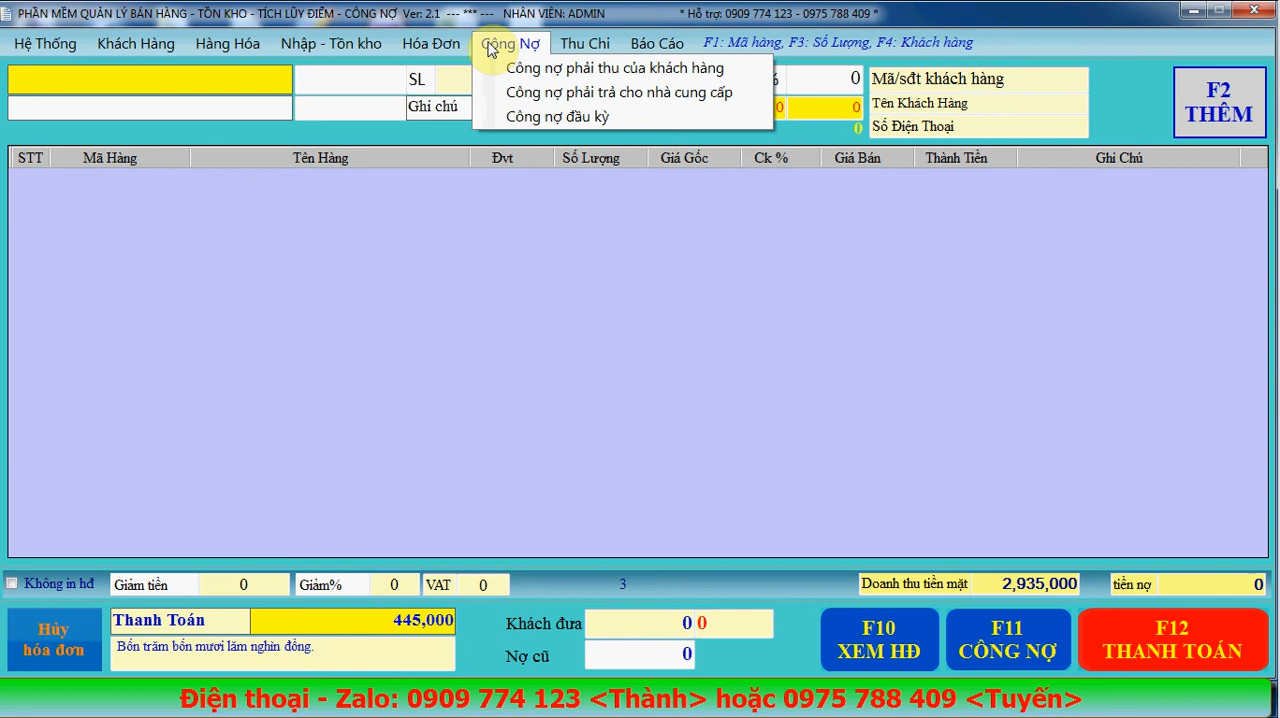 PHẦN MỀM QUẢN LÝ BÁN HÀNG - TỒN KHO - TÍCH LŨY ĐIỂM - CÔNG NỢ Ver: 2.1 --- *** --- NHÂN VIÊN: ADMIN * Hỗ trợ: 0909 774 123 - 0975 788 409 *
Hệ Thống Khách Hàng Hàng Hóa Nhập - Tồn kho Hóa Đơn Công Nợ Thu Chi Báo Cáo F1: Mã hàng, F3: Số Lượng, F4: Khách hàng
Công nợ phải thu của khách hàng
Công nợ phải trả cho nhà cung cấp
Công nợ đầu kỳ
SL % 0 Mã/sđt khách hàng
Ghi chú 0 0 Tên Khách Hàng
0 Số Điện Thoại
F2
THÊM
STT Mã Hàng Tên Hàng Đvt Số Lượng Giá Gốc Ck % Giá Bán Thành Tiền Ghi Chú
Không in hđ Giảm tiền 0 Giảm% 0 VAT 0 3 Doanh thu tiền mặt 2,935,000 tiền nợ 0
Hủy
hóa đơn
Thanh Toán 445,000
Bốn trăm bốn mươi lăm nghìn đồng.
Khách đưa 0 0
Nợ cũ 0
F10
XEM HĐ
F11
CÔNG NỢ
F12
THANH TOÁN
Điện thoại - Zalo: 0909 774 123 <Thành> hoặc 0975 788 409 <Tuyến>